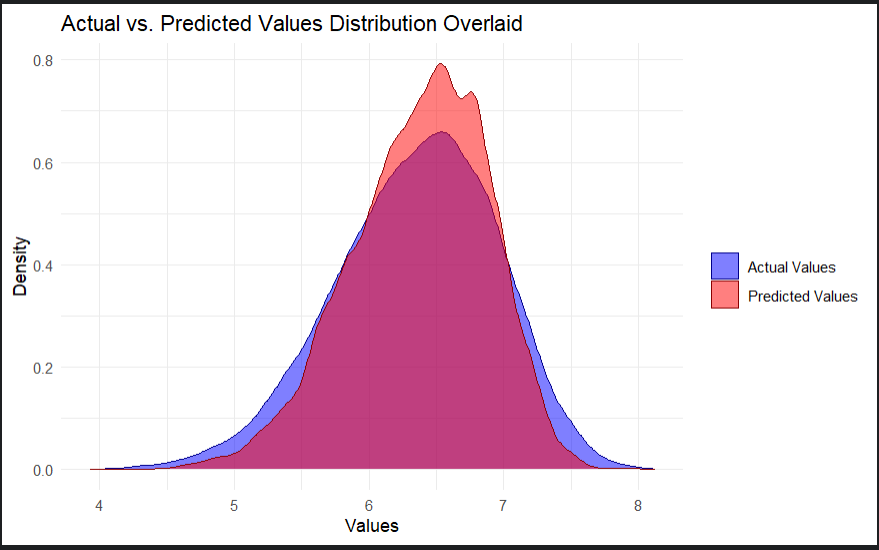 Actual vs. Predicted Values Distribution Overlaid
0.8
0.6
0.4
0.2
0.0
Density
4 5 6 7 8
Values
Actual Values
Predicted Values